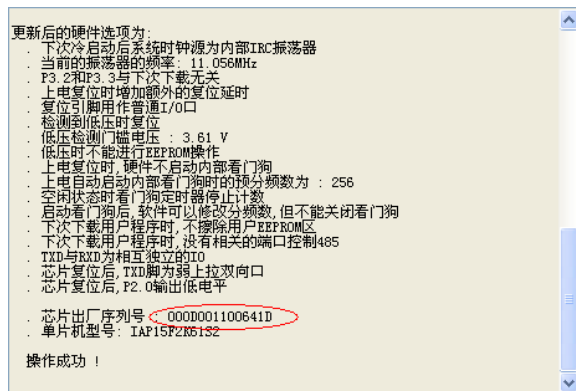 更新后的硬件选项为:
. 下次冷启动后系统时钟源为内部IRC振荡器
. 当前的振荡器的频率: 11.056MHz
. P3.2和P3.3与下次下载无关
. 上电复位时增加额外的复位延时
. 复位引脚用作普通I/O口
. 检测到低压时复位
. 低压检测门槛电压 : 3.61 V
. 低压时不能进行EEPROM操作
. 上电复位时,硬件不启动内部看门狗
. 上电自动启动内部看门狗时的预分频数为 : 256
. 空闲状态时看门狗定时器停止计数
. 启动看门狗后,软件可以修改分频数,但不能关闭看门狗
. 下次下载用户程序时,不擦除用户EEPROM区
. 下次下载用户程序时,没有相关的端口控制485
. TXD与RXD为相互独立的IO
. 芯片复位后,TXD脚为弱上拉双向口
. 芯片复位后,P2.0输出低电平
. 芯片出厂序列号 : 000D001100641D
. 单片机型号: IAP15F2K61S2
操作成功 !